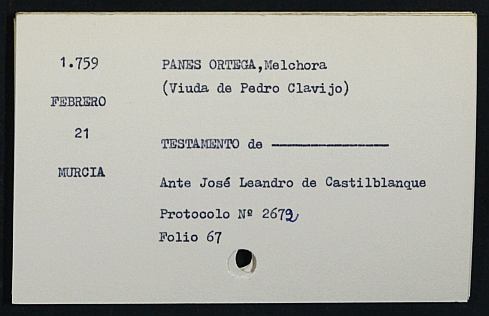 1.759
PANES ORTEGA,Melchora
(Viuda de Pedro Clavijo)
FEBRERO
21
TESTAMENTO de ----------------
MURCIA
Ante José Leandro de Castilblanque
Protocolo Nº 2672
Folio 67